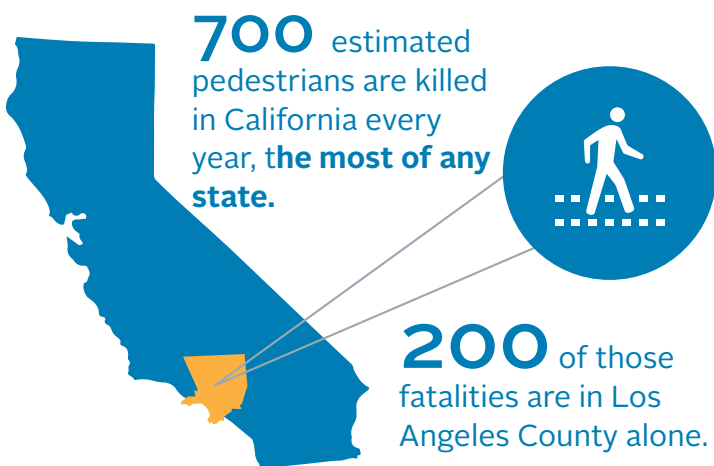 700 estimated
pedestrians are killed
in California every
year, the most of any
state.
200 of those
fatalities are in Los
Angeles County alone.